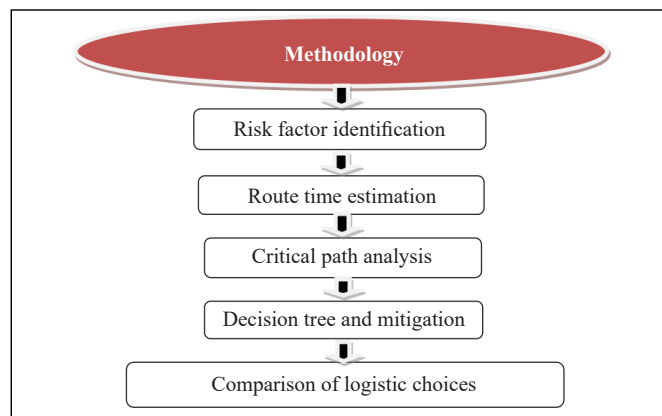 Methodology
Risk factor identification
Route time estimation
Critical path analysis
Decision tree and mitigation
Comparison of logistic choices